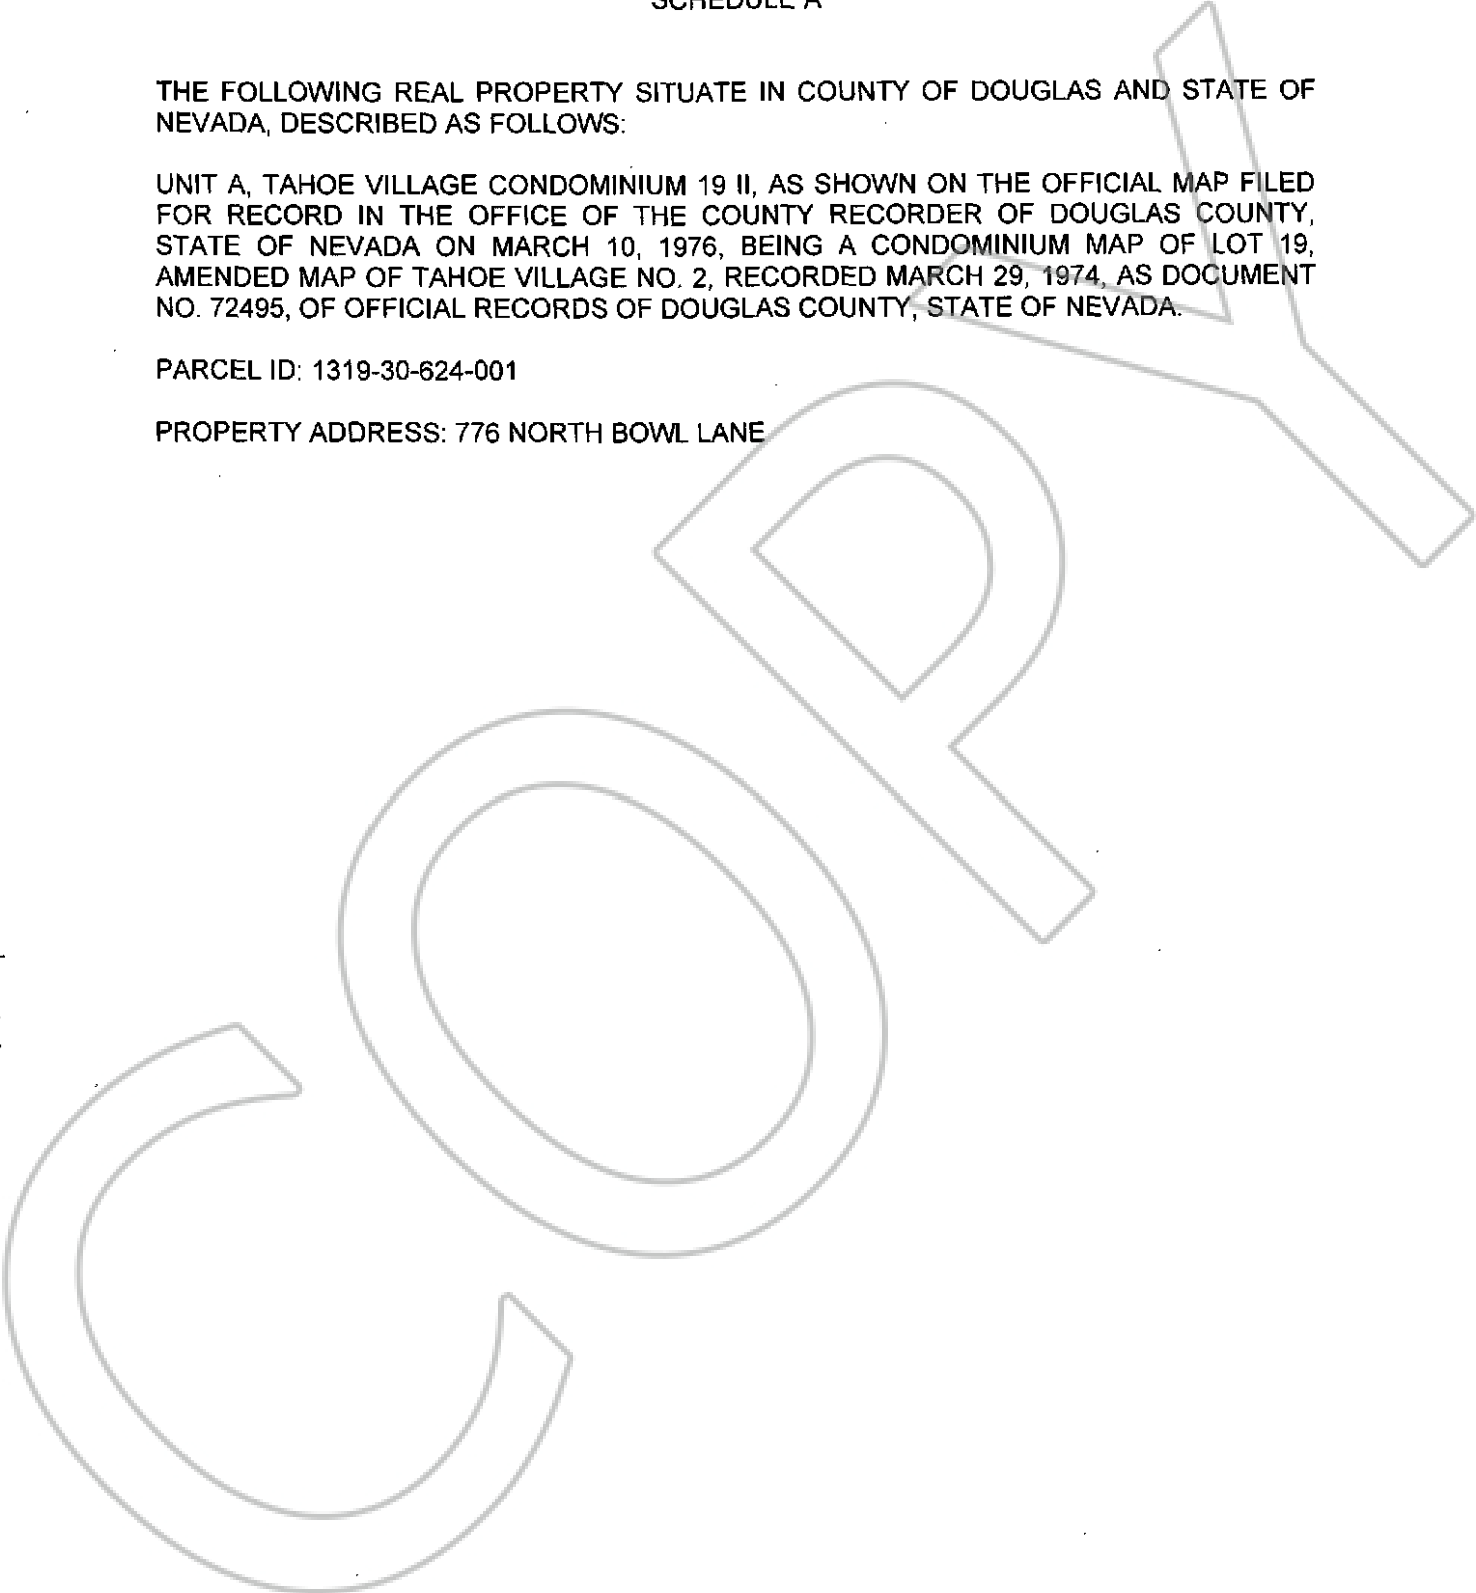 SCHEDULE A
THE FOLLOWING REAL PROPERTY SITUATE IN COUNTY OF DOUGLAS AND STATE OF
NEVADA, DESCRIBED AS FOLLOWS:
UNIT A, TAHOE VILLAGE CONDOMINIUM 19 II, AS SHOWN ON THE OFFICIAL MAP FILED
FOR RECORD IN THE OFFICE OF THE COUNTY RECORDER OF DOUGLAS COUNTY,
STATE OF NEVADA ON MARCH 10, 1976, BEING A CONDOMINIUM MAP OF LOT 19,
AMENDED MAP OF TAHOE VILLAGE NO. 2, RECORDED MARCH 29, 1974, AS DOCUMENT
NO. 72495, OF OFFICIAL RECORDS OF DOUGLAS COUNTY, STATE OF NEVADA.
PARCEL ID: 1319-30-624-001
PROPERTY ADDRESS: 776 NORTH BOWL LANE
COPY